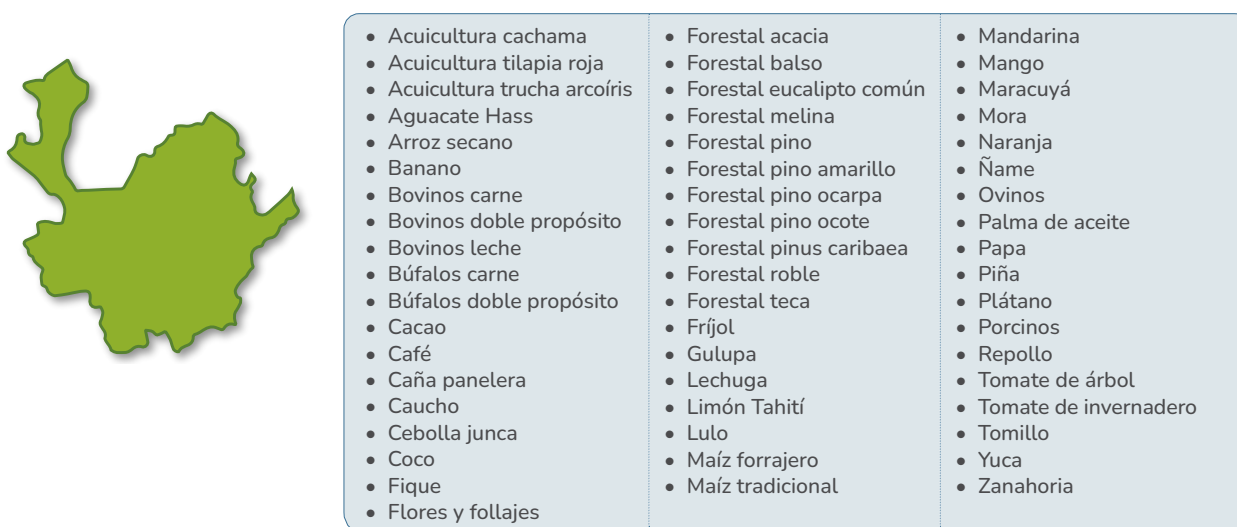 • Acuicultura cachama
• Acuicultura tilapia roja
• Acuicultura trucha arcoíris
• Aguacate Hass
• Arroz secano
• Banano
• Bovinos carne
• Bovinos doble propósito
• Bovinos leche
• Búfalos carne
• Búfalos doble propósito
• Cacao
• Café
• Caña panelera
• Caucho
• Cebolla junca
• Coco
• Fique
• Flores y follajes
• Forestal acacia
• Forestal balso
• Forestal eucalipto común
• Forestal melina
• Forestal pino
• Forestal pino amarillo
• Forestal pino ocarpa
• Forestal pino ocote
• Forestal pinus caribaea
• Forestal roble
• Forestal teca
• Fríjol
• Gulupa
• Lechuga
• Limón Tahití
• Lulo
• Maíz forrajero
• Maíz tradicional
• Mandarina
• Mango
• Maracuyá
• Mora
• Naranja
• Ñame
• Ovinos
• Palma de aceite
• Papa
• Piña
• Plátano
• Porcinos
• Repollo
• Tomate de árbol
• Tomate de invernadero
• Tomillo
• Yuca
• Zanahoria